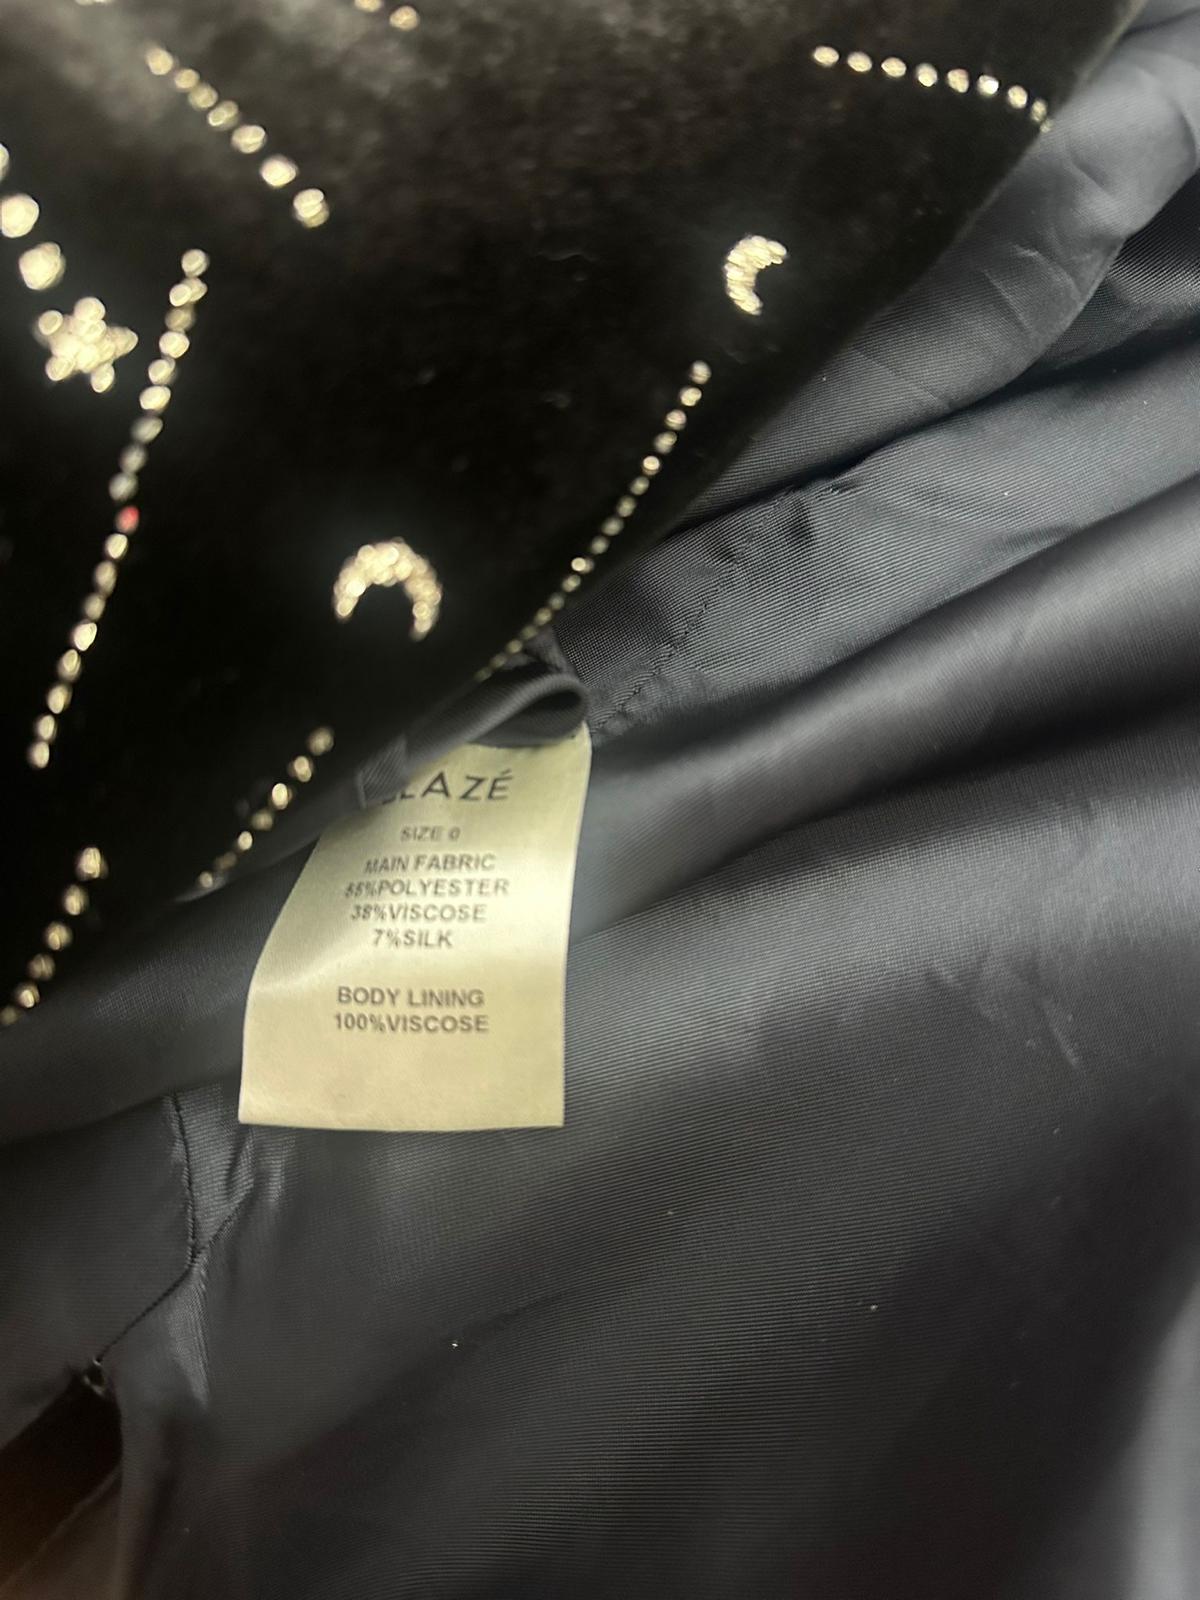 LAZÉ
SIZE 0
MAIN FABRIC
55%POLYESTER
38%VISCOSE
7%SILK
BODY LINING
100%VISCOSE